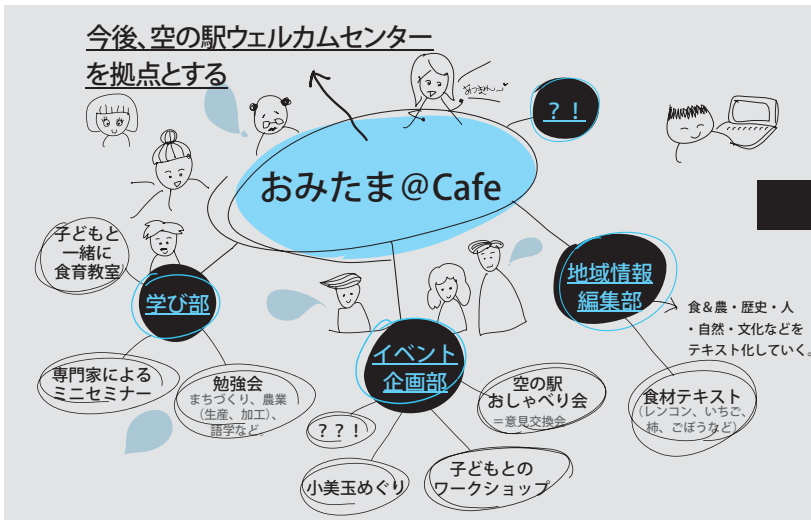 今後、空の駅ウェルカムセンター
を拠点とする
？！
おみたま＠Cafe
子どもと
一緒に
食育教室
学び部
地域情報
編集部
食&農・歴史・人
・自然・文化などを
テキスト化していく。
イベント
企画部
専門家による
ミニセミナー
勉強会
まちづくり、農業
（生産、加工）、
語学など。
空の駅
おしゃべり会
＝意見交換会
食材テキスト
（レンコン、いちご、
柿、ごぼうなど）
？？！
小美玉めぐり
子どもとの
ワークショップ